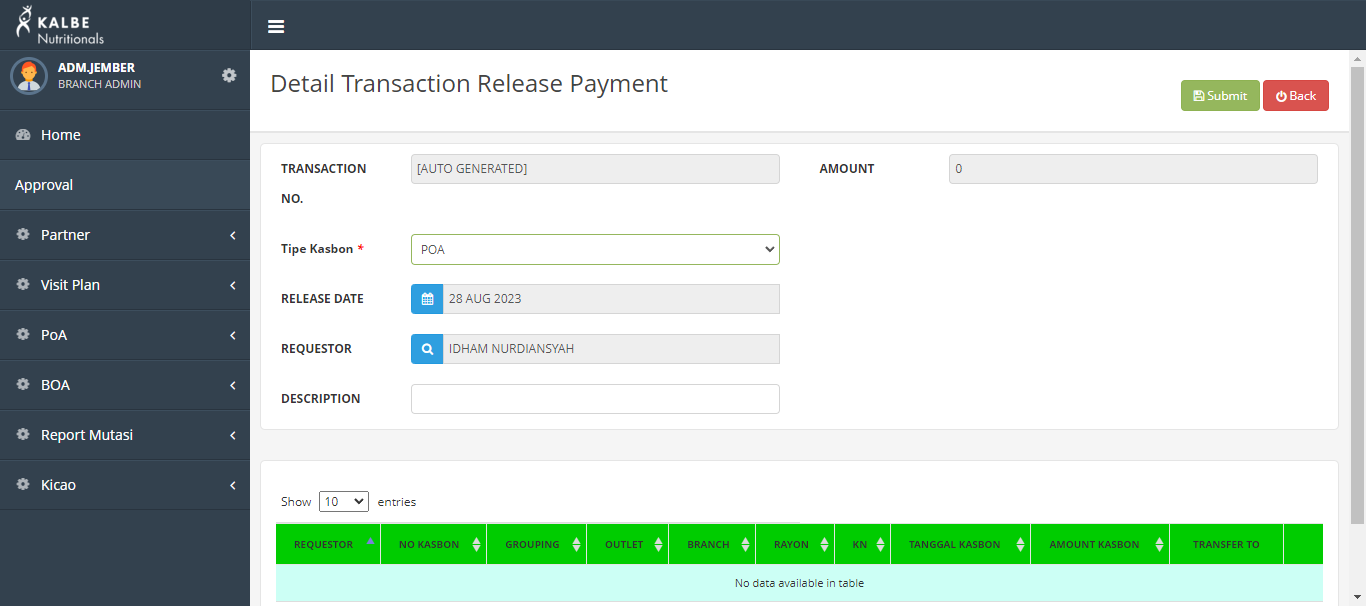 KALBE
Nutritionals
ADM.JEMBER
BRANCH ADMIN
Home
Approval
Partner
Visit Plan
PoA
BOA
Report Mutasi
Kicao
Detail Transaction Release Payment
Submit Back
TRANSACTION NO. [AUTO GENERATED]
AMOUNT 0
Tipe Kasbon * POA
RELEASE DATE 28 AUG 2023
REQUESTOR IDHAM NURDIANSYAH
DESCRIPTION
Show 10 entries
REQUESTOR NO KASBON GROUPING OUTLET BRANCH RAYON KN TANGGAL KASBON AMOUNT KASBON TRANSFER TO
No data available in table